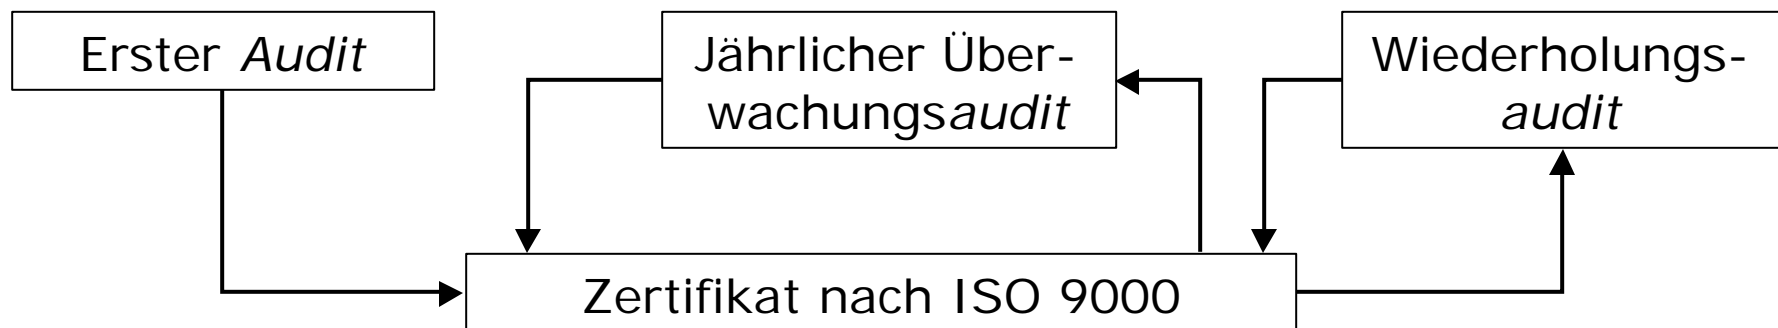 Erster Audit
Jährlicher Über-
wachungsaudit
Wiederholungs-
audit
Zertifikat nach ISO 9000